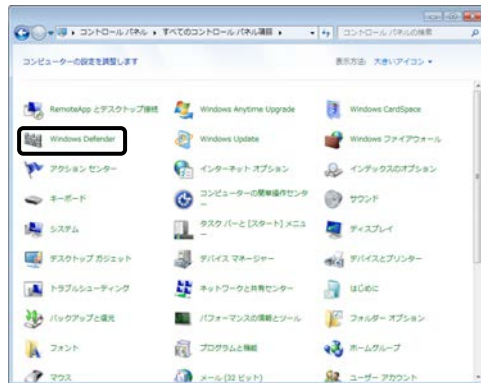 コントロール パネル ▸ すべてのコントロール パネル項目 ▸
コントロール パネルの検索
コンピューターの設定を調整します
表示方法: 大きいアイコン
RemoteApp とデスクトップ接続
Windows Anytime Upgrade
Windows CardSpace
Windows Defender
Windows Update
Windows ファイアウォール
アクション センター
インターネット オプション
インデックスのオプション
キーボード
コンピューターの簡単操作センタ
ー
サウンド
システム
タスク バーと [スタート] メニュ
ー
ディスプレイ
デスクトップ ガジェット
デバイス マネージャー
デバイスとプリンター
トラブルシューティング
ネットワークと共有センター
はじめに
バックアップと復元
パフォーマンスの情報とツール
フォルダー オプション
フォント
プログラムと機能
ホームグループ
マウス
メール (32 ビット)
ユーザー アカウント